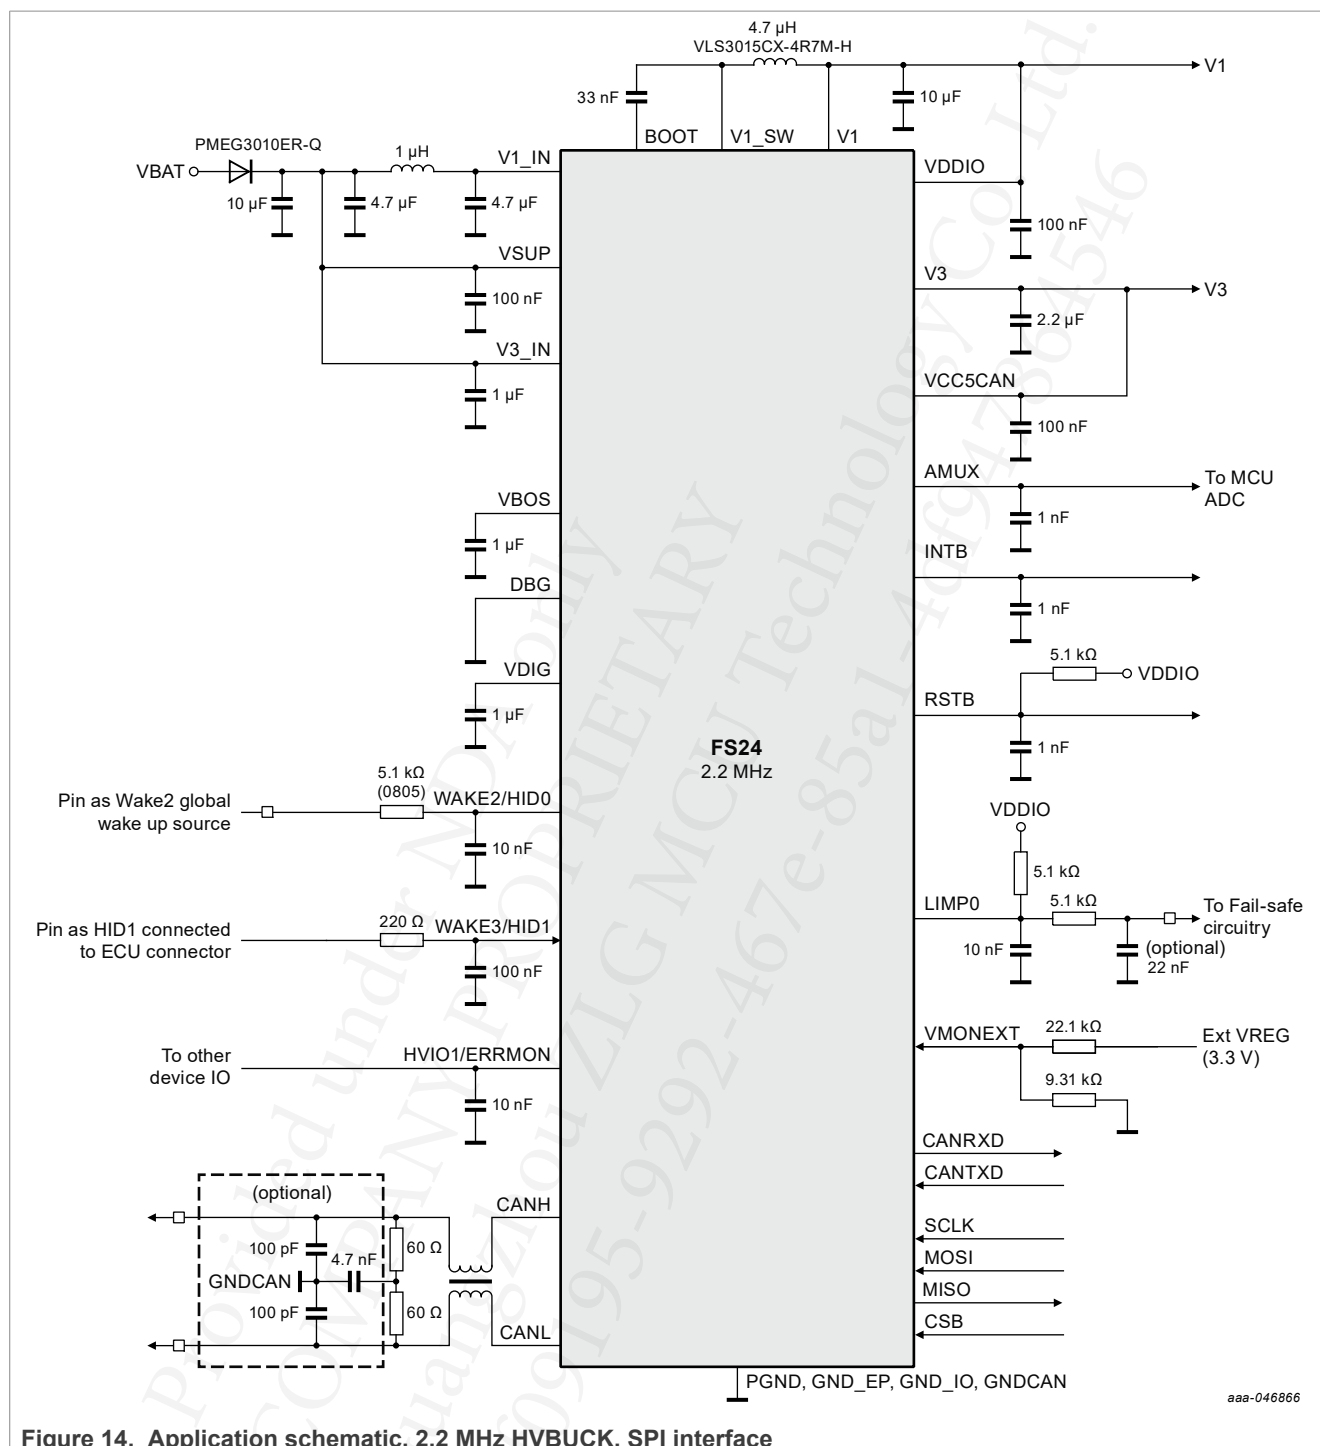 4.7 µH
VLS3015CX-4R7M-H
V1
33 nF
10 µF
BOOT
V1_SW
V1
PMEG3010ER-Q
1 µH
V1_IN
VDDIO
VBAT
10 µF
4.7 µF
4.7 µF
100 nF
VSUP
V3
V3
100 nF
2.2 µF
V3_IN
VCC5CAN
1 µF
100 nF
AMUX
To MCU
ADC
VBOS
1 nF
1 µF
INTB
DBG
1 nF
5.1 kΩ
VDDIO
VDIG
RSTB
1 µF
FS24
2.2 MHz
1 nF
5.1 kΩ
(0805)
WAKE2/HID0
Pin as Wake2 global
wake up source
VDDIO
10 nF
5.1 kΩ
LIMP0
5.1 kΩ
To Fail-safe
circuitry
Pin as HID1 connected
to ECU connector
220 Ω
WAKE3/HID1
10 nF
(optional)
22 nF
100 nF
VMONEXT
22.1 kΩ
Ext VREG
(3.3 V)
To other
device IO
HVIO1/ERRMON
9.31 kΩ
10 nF
CANRXD
CANTXD
(optional)
CANH
SCLK
100 pF
4.7 nF
60 Ω
MOSI
GNDCAN
MISO
100 pF
60 Ω
CANL
CSB
PGND, GND_EP, GND_IO, GNDCAN
aaa-046866
Figure 14. Application schematic, 2.2 MHz HVBUCK, SPI interface
Provided under NDA only
COMPANY PROPRIETARY